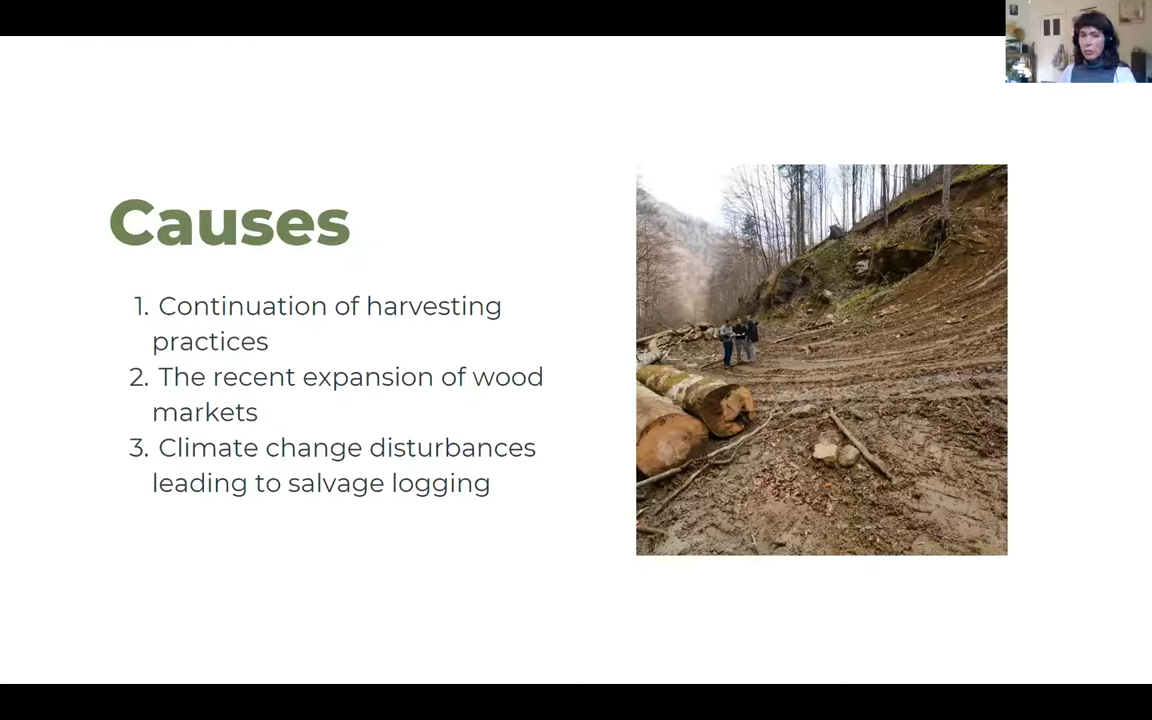 Causes
1. Continuation of harvesting
practices
2. The recent expansion of wood
markets
3. Climate change disturbances
leading to salvage logging